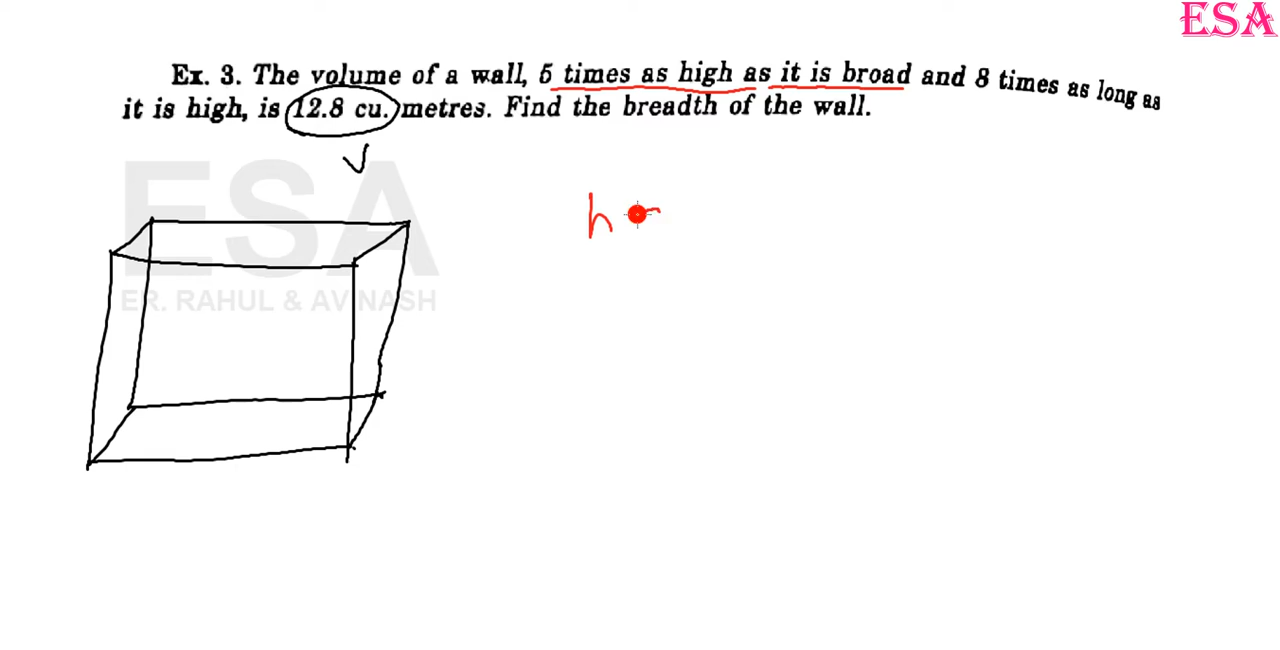 ESA
Ex. 3. The volume of a wall, 5 times as high as it is broad and 8 times as long as
it is high, is 12.8 cu. metres. Find the breadth of the wall.
V
ESA
ER. RAHUL & AVINASH
h